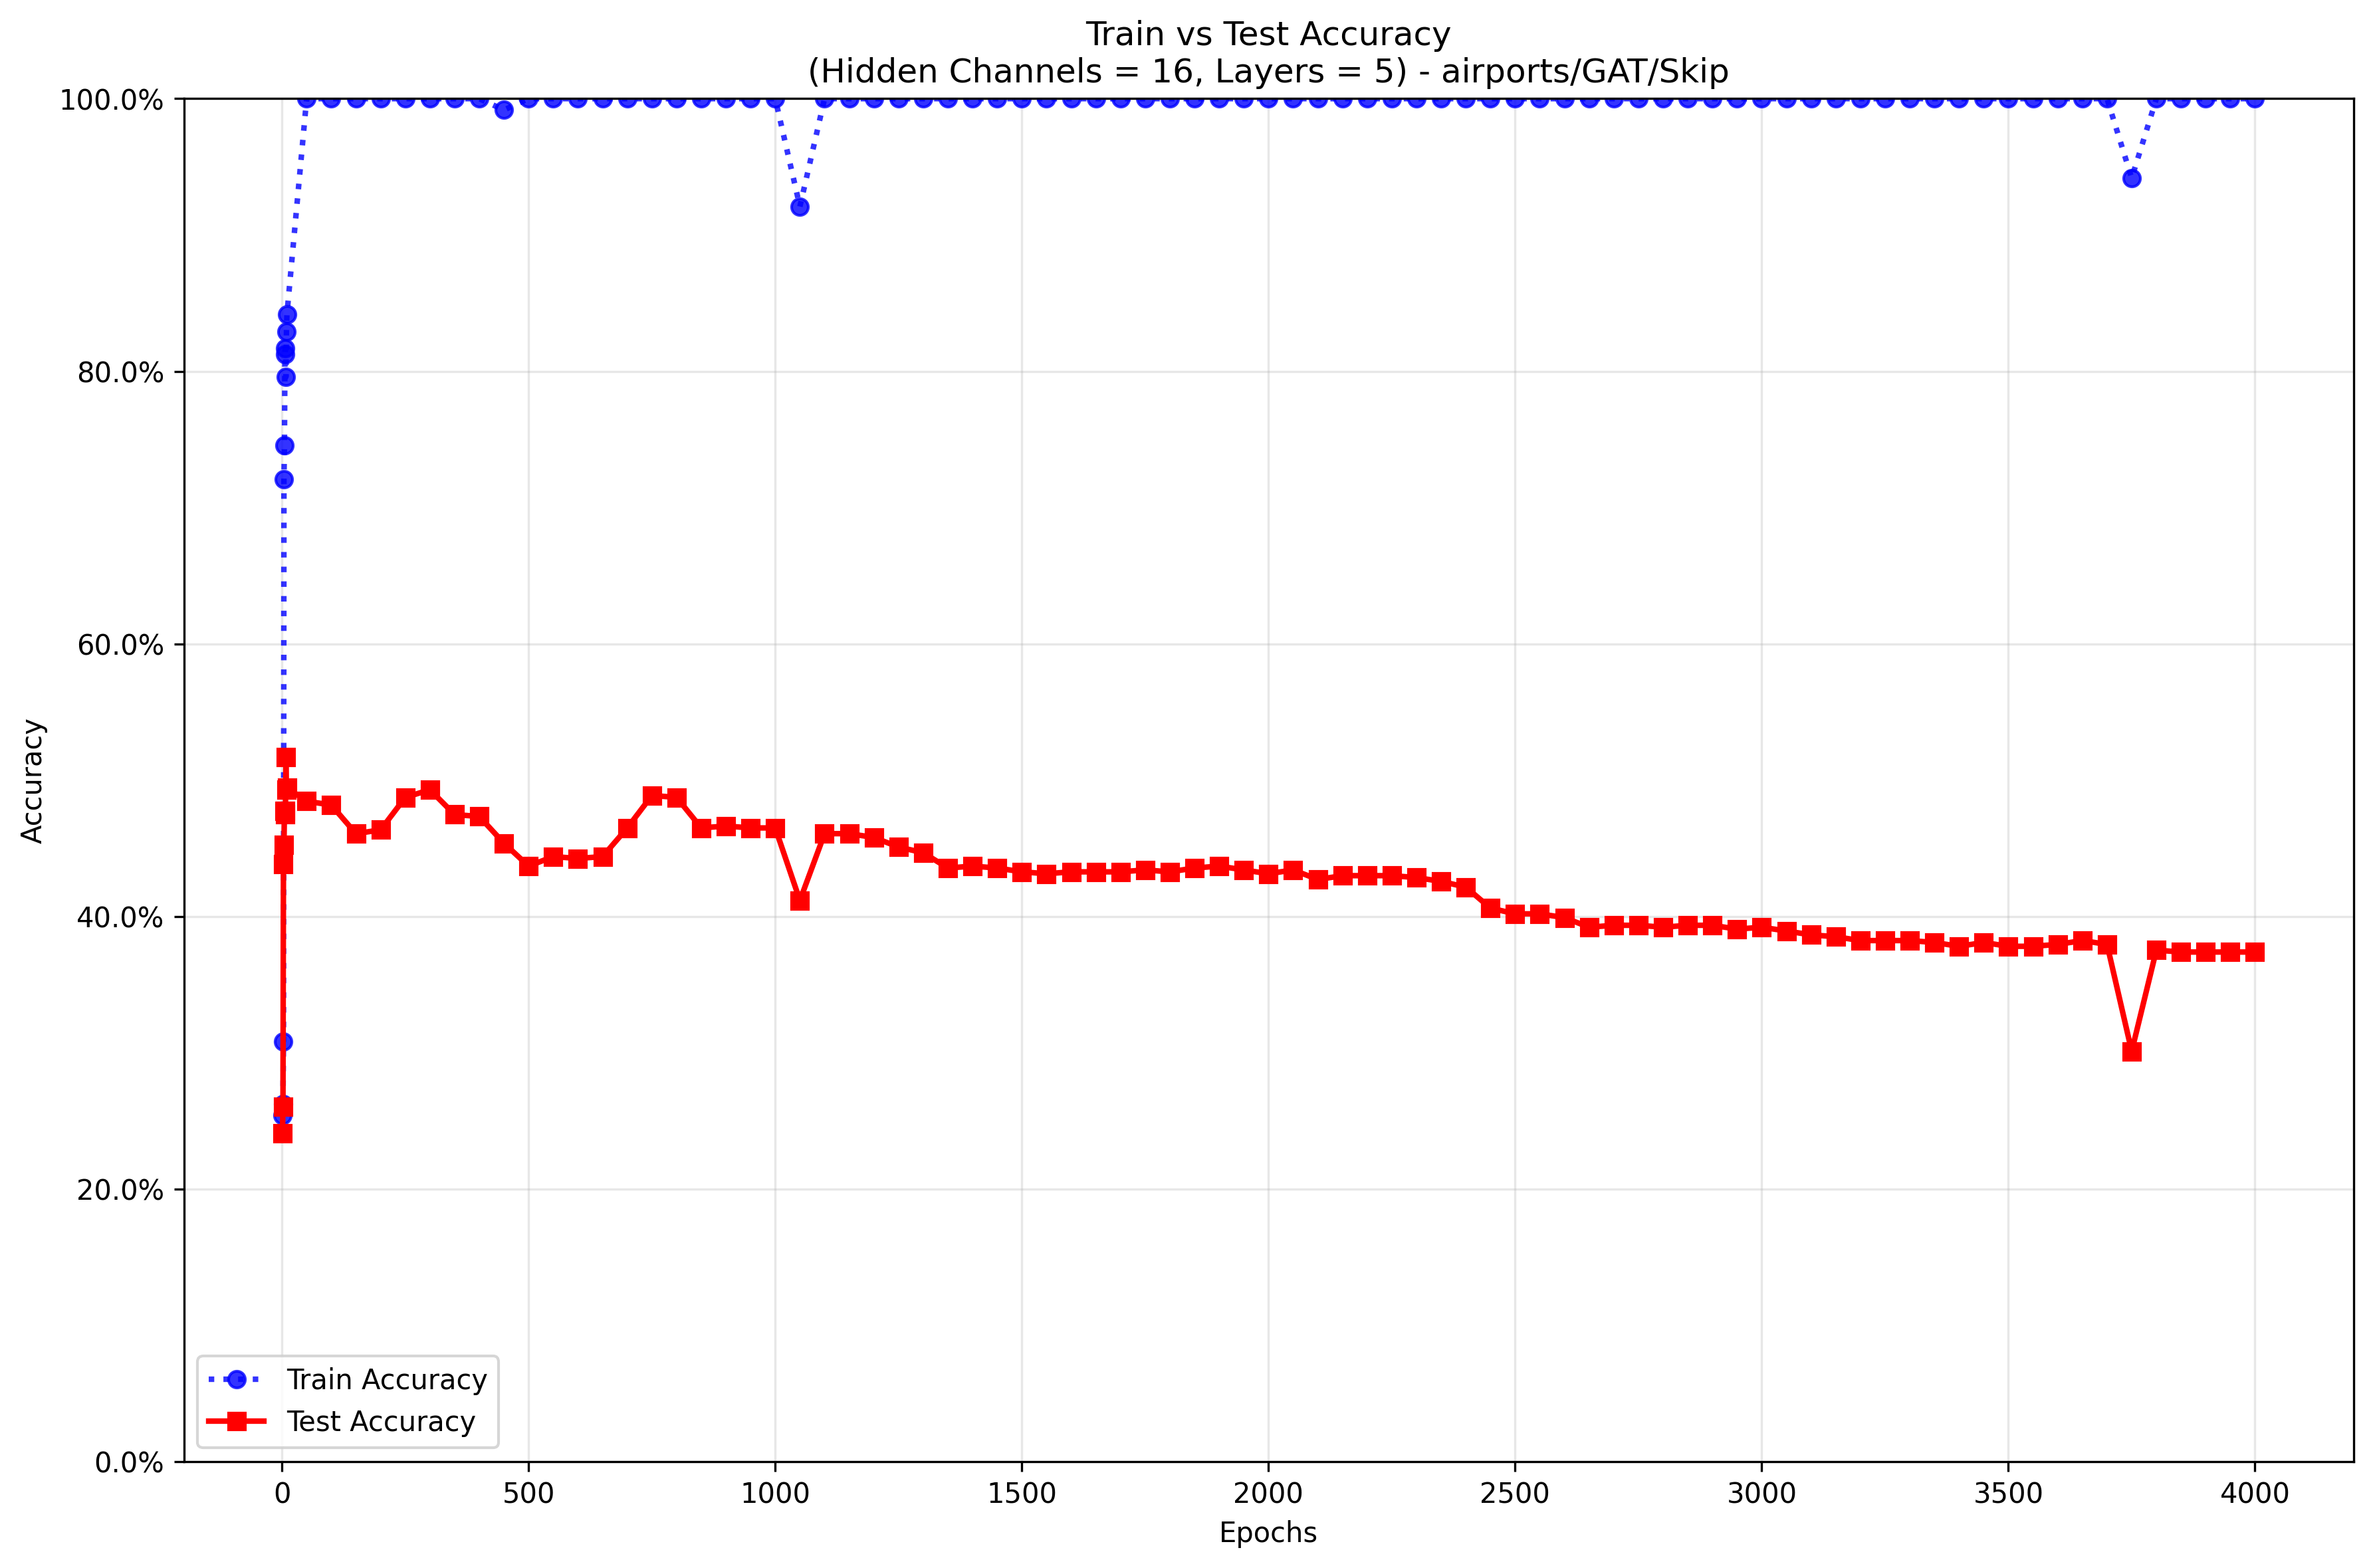 Train vs Test Accuracy
(Hidden Channels = 16, Layers = 5) - airports/GAT/Skip
100.0%
80.0%
60.0%
40.0%
20.0%
0.0%
Accuracy
Train Accuracy
Test Accuracy
0 500 1000 1500 2000 2500 3000 3500 4000
Epochs